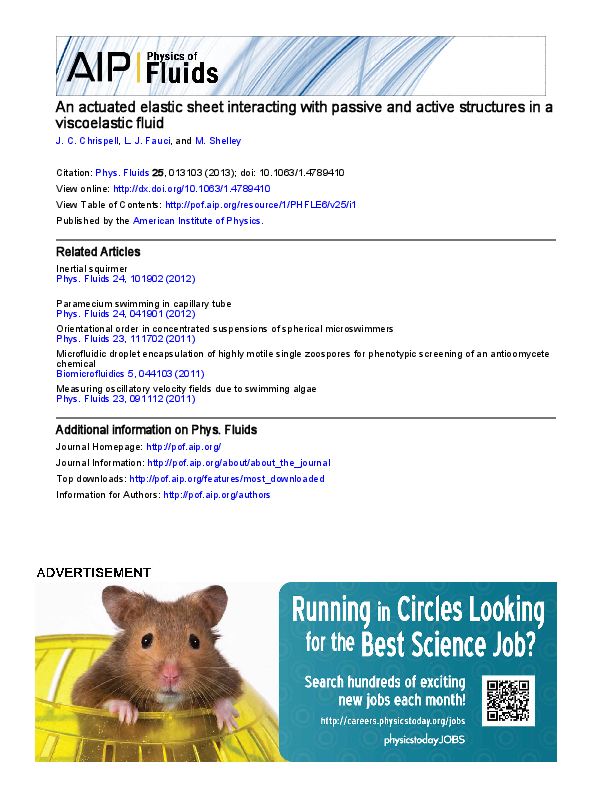 AIP | Physics of
Fluids
An actuated elastic sheet interacting with passive and active structures in a
viscoelastic fluid
J. C. Chrispell, L. J. Fauci, and M. Shelley
Citation: Phys. Fluids 25, 013103 (2013); doi: 10.1063/1.4789410
View online: http://dx.doi.org/10.1063/1.4789410
View Table of Contents: http://pof.aip.org/resource/1/PHFLE6/v25/i1
Published by the American Institute of Physics.
Related Articles
Inertial squirmer
Phys. Fluids 24, 101902 (2012)
Paramecium swimming in capillary tube
Phys. Fluids 24, 041901 (2012)
Orientational order in concentrated suspensions of spherical microswimmers
Phys. Fluids 23, 111702 (2011)
Microfluidic droplet encapsulation of highly motile single zoospores for phenotypic screening of an antioomycete
chemical
Biomicrofluidics 5, 044103 (2011)
Measuring oscillatory velocity fields due to swimming algae
Phys. Fluids 23, 091112 (2011)
Additional information on Phys. Fluids
Journal Homepage: http://pof.aip.org/
Journal Information: http://pof.aip.org/about/about_the_journal
Top downloads: http://pof.aip.org/features/most_downloaded
Information for Authors: http://pof.aip.org/authors
ADVERTISEMENT
Running in Circles Looking
for the Best Science Job?
Search hundreds of exciting
new jobs each month!
http://careers.physicstoday.org/jobs
physicstodayJOBS